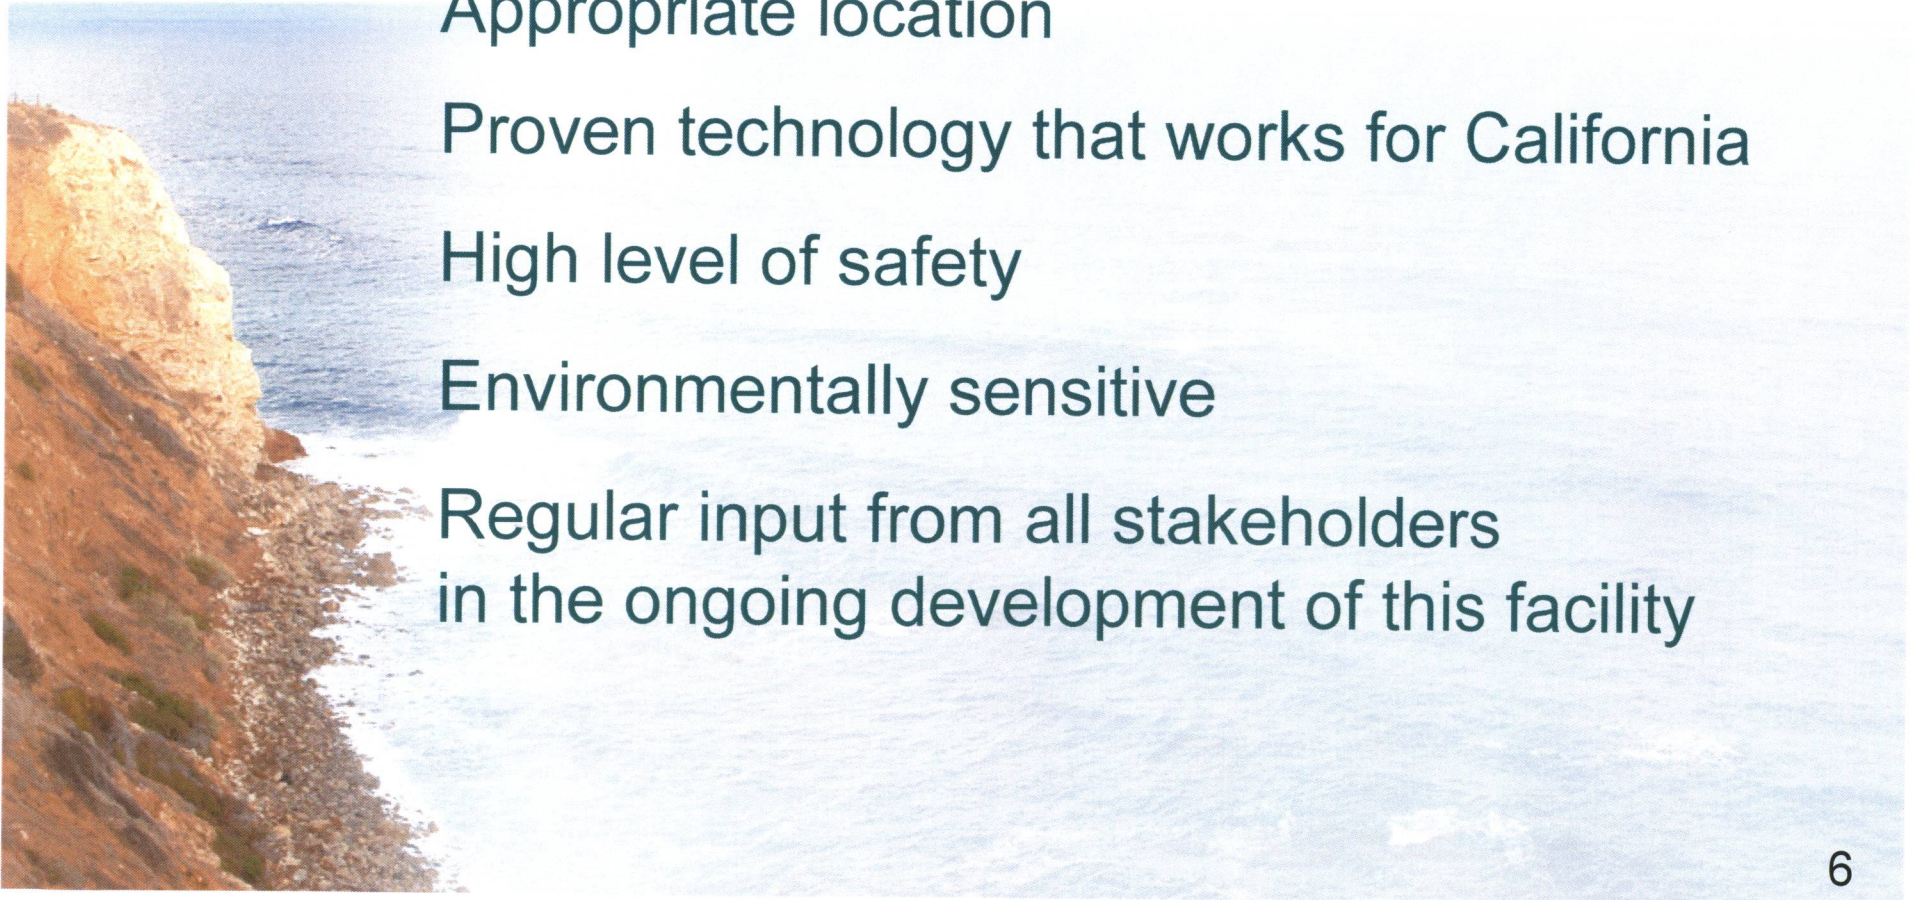 Appropriate location
Proven technology that works for California
High level of safety
Environmentally sensitive
Regular input from all stakeholders
in the ongoing development of this facility
6